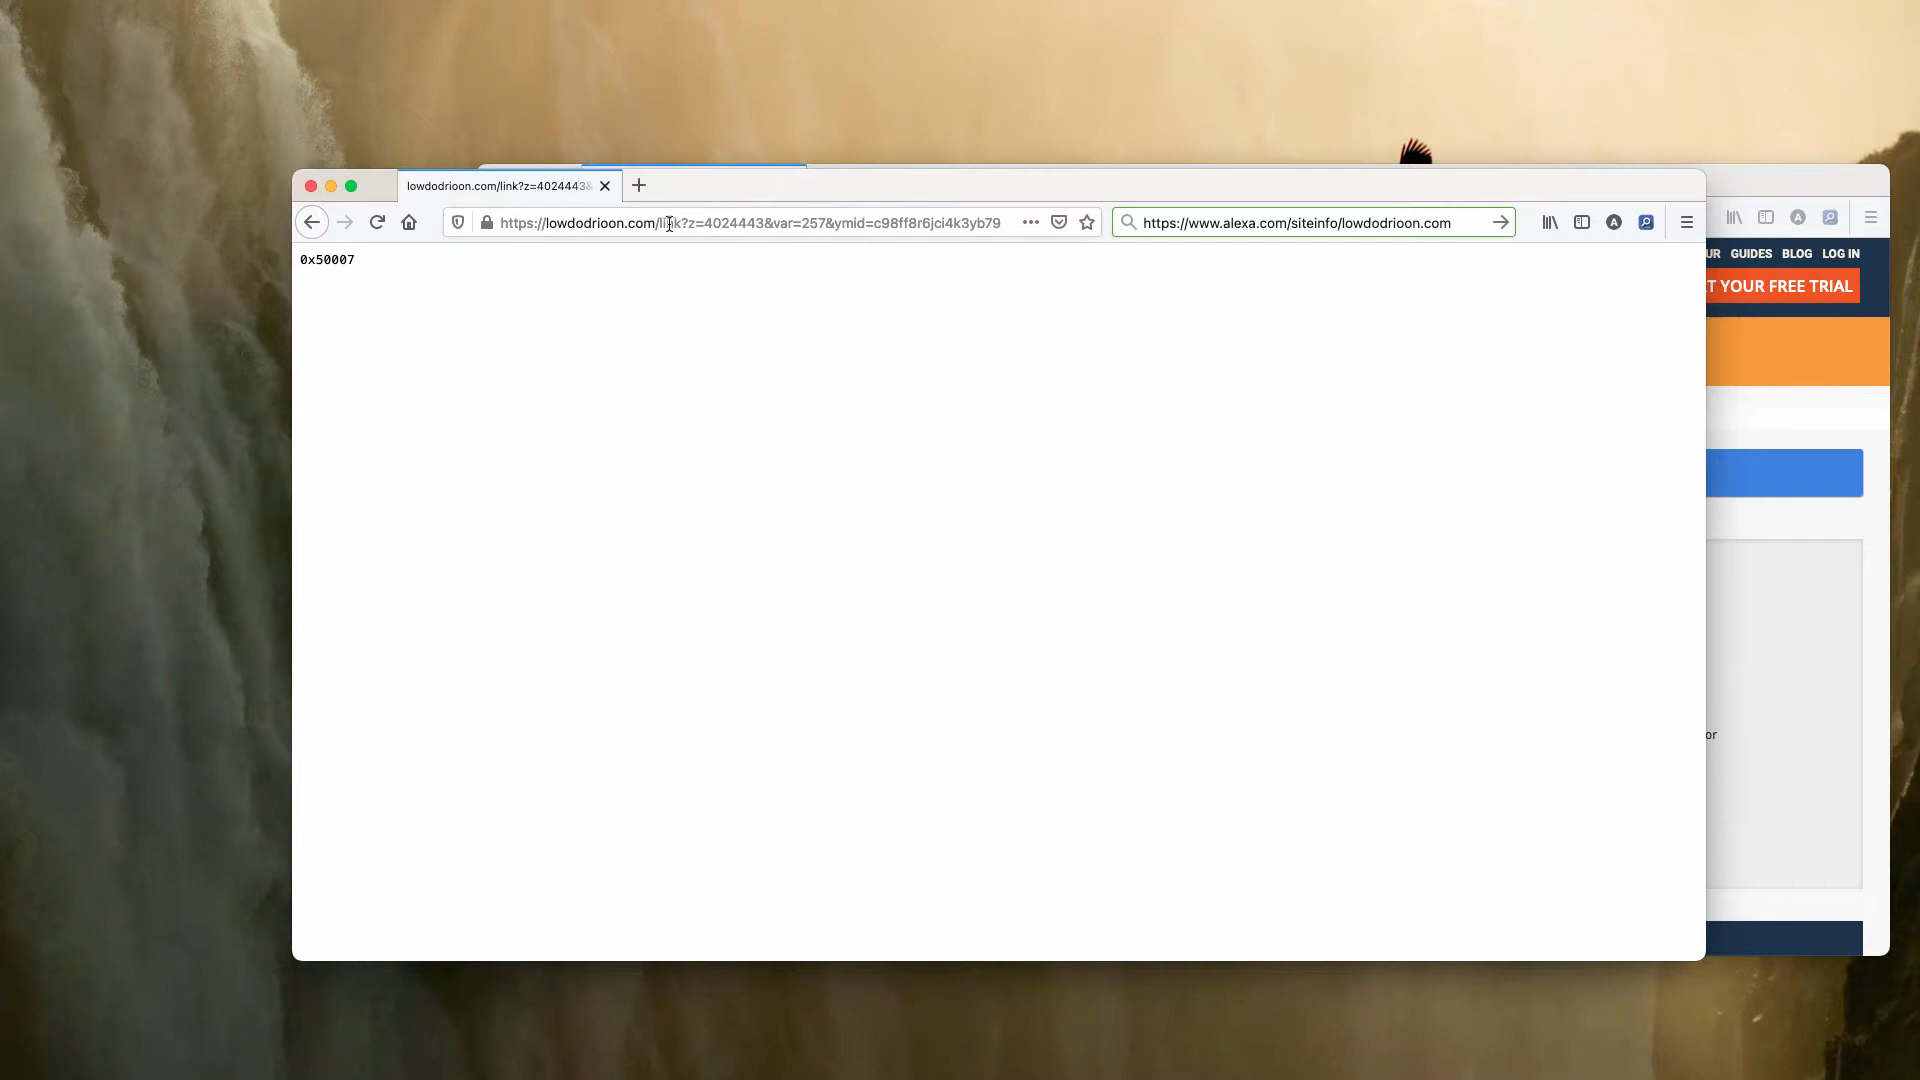 lowdodrioon.com/link?z=4024443&
https://lowdodrioon.com/link?z=4024443&var=257&ymid=c98ff8r6jci4k3yb79
https://www.alexa.com/siteinfo/lowdodrioon.com
A
A
0x50007
UR GUIDES BLOG LOG IN
T YOUR FREE TRIAL
or